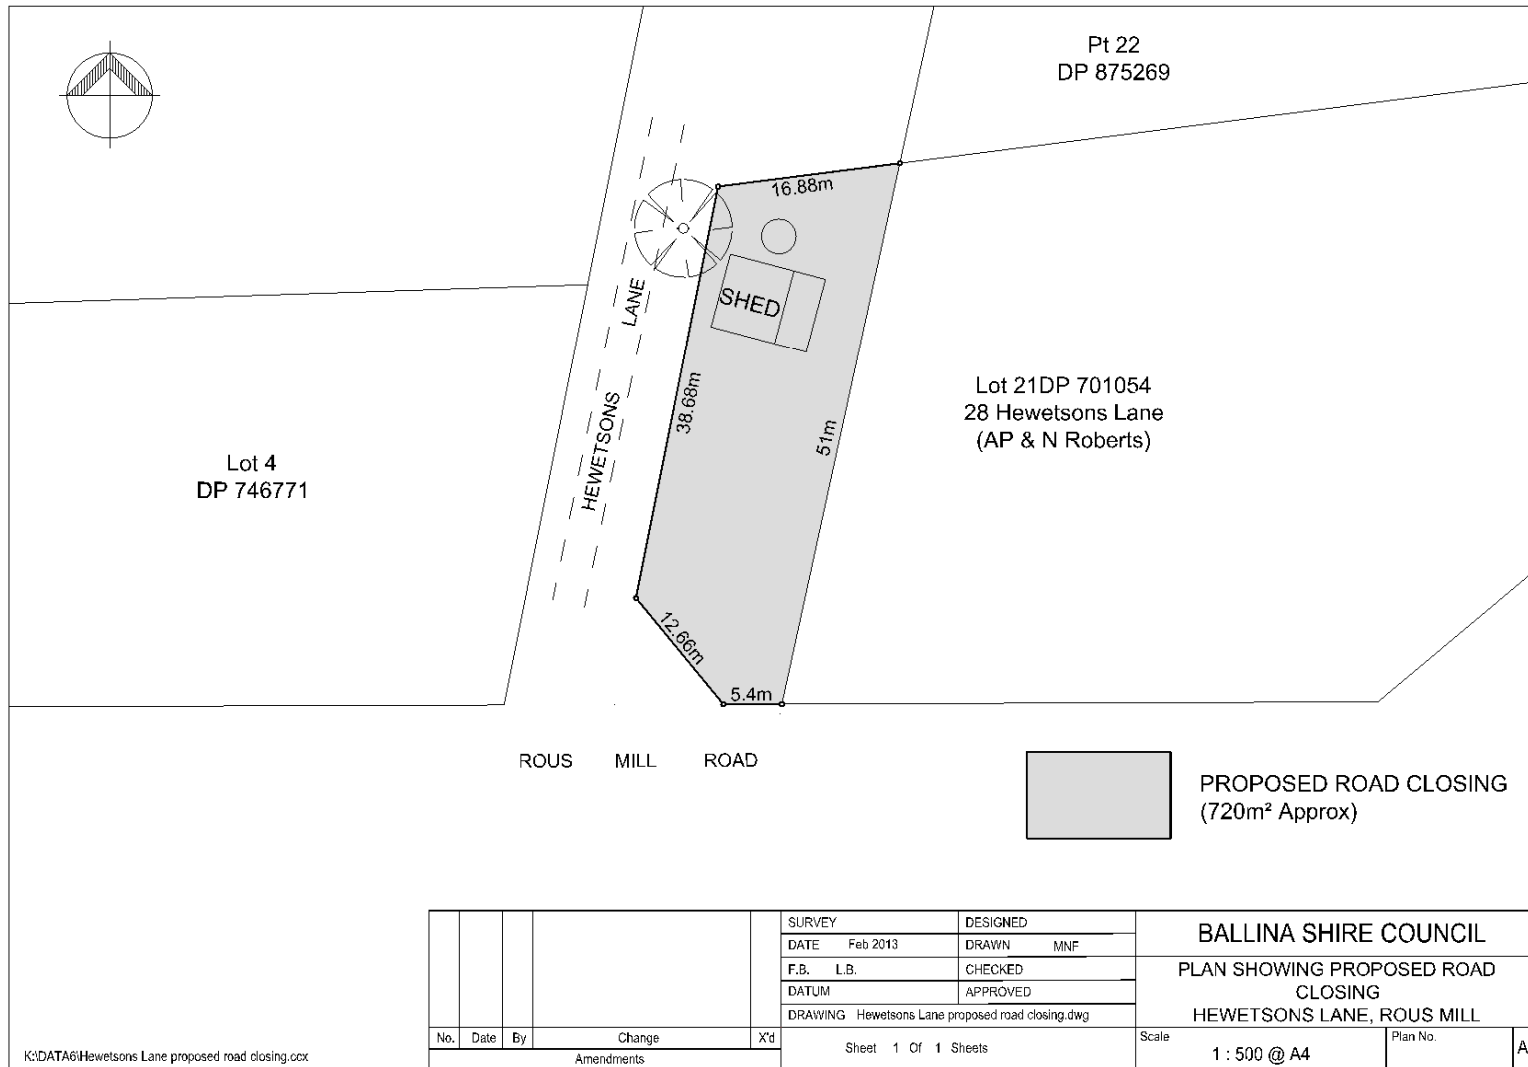 Pt 22
DP 875269
16.88m
SHED
HEWETSONS LANE
38.68m
51m
Lot 21DP 701054
28 Hewetsons Lane
(AP & N Roberts)
Lot 4
DP 746771
12.66m
5.4m
ROUS MILL ROAD
PROPOSED ROAD CLOSING
(720m² Approx)
SURVEY
DESIGNED
DATE Feb 2013
DRAWN MNF
F.B. L.B.
CHECKED
DATUM
APPROVED
DRAWING Hewetsons Lane proposed road closing.dwg
BALLINA SHIRE COUNCIL
PLAN SHOWING PROPOSED ROAD
CLOSING
HEWETSONS LANE, ROUS MILL
No. Date By Change X'd
Amendments
Sheet 1 Of 1 Sheets
Scale
1 : 500 @ A4
Plan No.
A
K:\DATA6\Hewetsons Lane proposed road closing.ccx